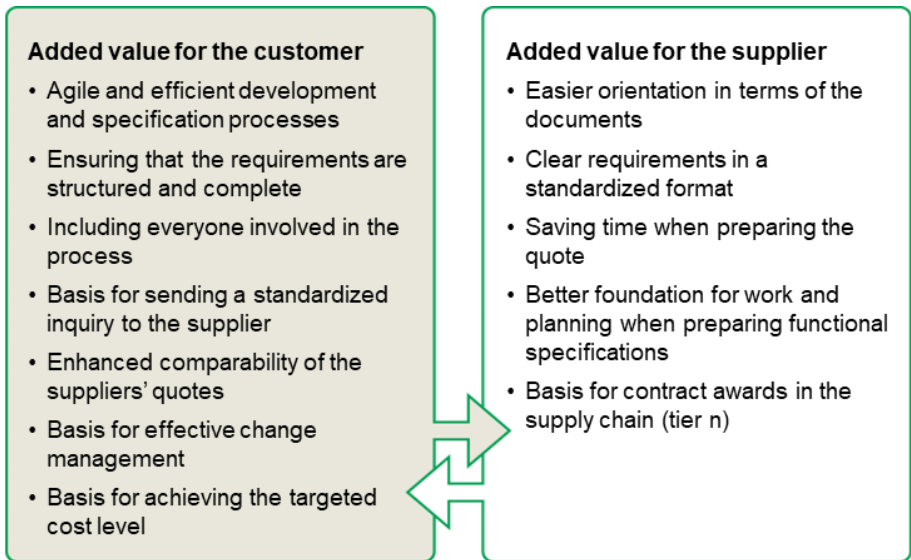 Added value for the customer
• Agile and efficient development
and specification processes
• Ensuring that the requirements are
structured and complete
• Including everyone involved in the
process
• Basis for sending a standardized
inquiry to the supplier
• Enhanced comparability of the
suppliers’ quotes
• Basis for effective change
management
• Basis for achieving the targeted
cost level
Added value for the supplier
• Easier orientation in terms of the
documents
• Clear requirements in a
standardized format
• Saving time when preparing the
quote
• Better foundation for work and
planning when preparing functional
specifications
• Basis for contract awards in the
supply chain (tier n)